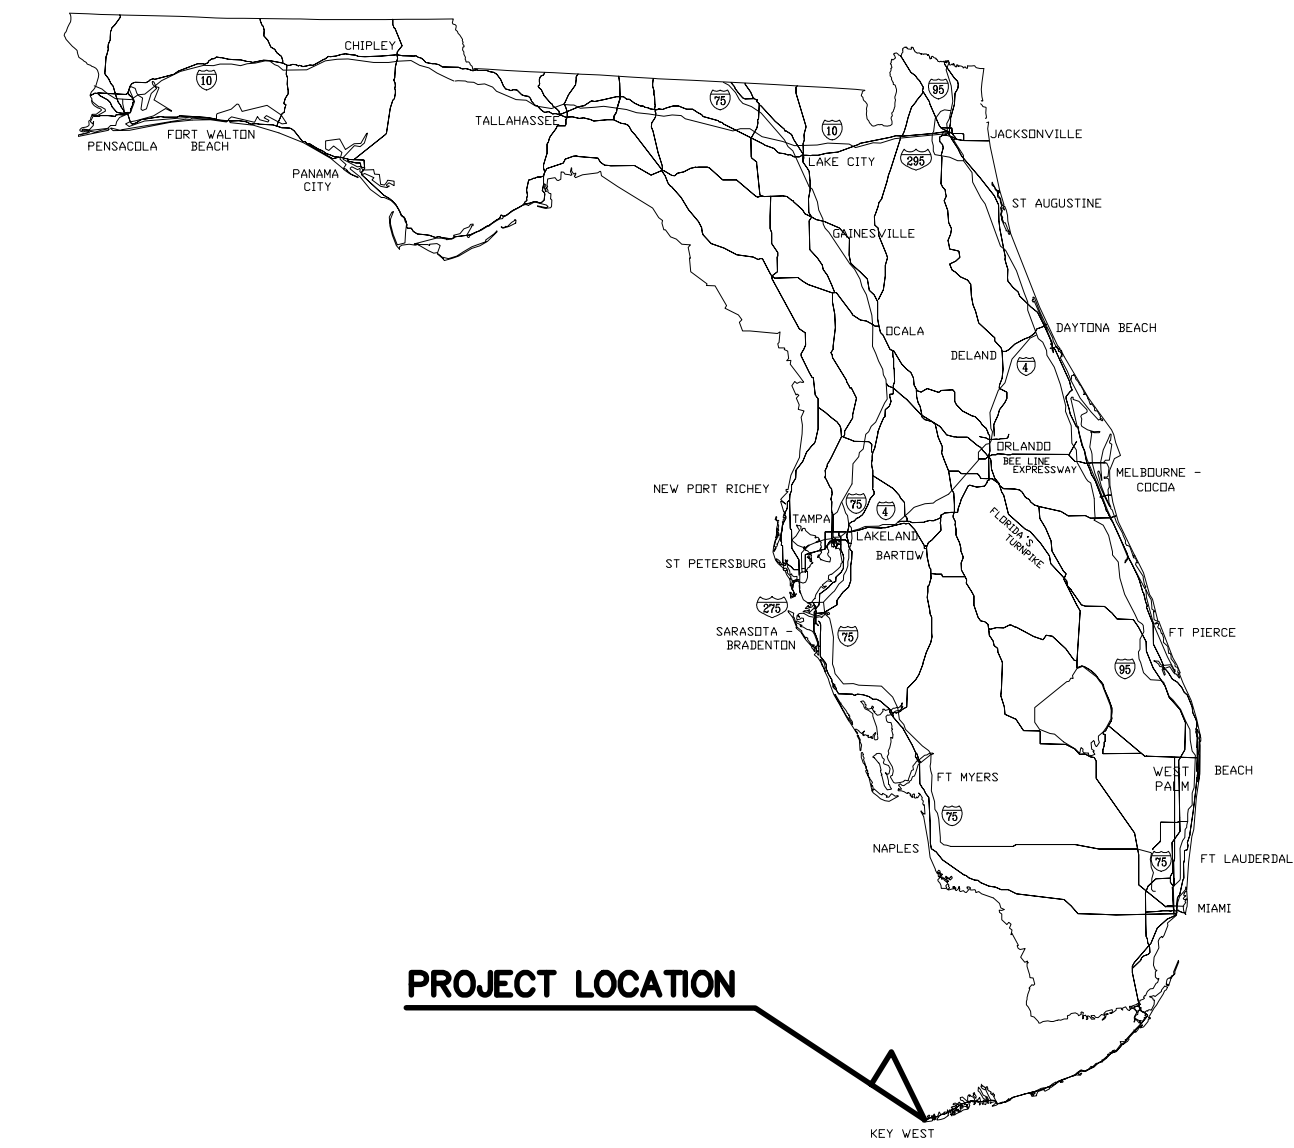 CHIPLEY
10
PENSACOLA
FORT WALTON
BEACH
PANAMA
CITY
TALLAHASSEE
75
10
95
295
JACKSONVILLE
LAKE CITY
ST AUGUSTINE
GAINESVILLE
OCALA
DAYTONA BEACH
DELAND
4
ORLANDO
BEE LINE
EXPRESSWAY
MELBOURNE -
COCOA
NEW PORT RICHEY
75
4
TAMPA
LAKELAND
BARTOW
FLORIDA'S
TURNPIKE
ST PETERSBURG
275
SARASOTA -
BRADENTON
75
FT PIERCE
95
FT MYERS
WEST
PALM
BEACH
75
NAPLES
75
FT LAUDERDAL
MIAMI
PROJECT LOCATION
KEY WEST